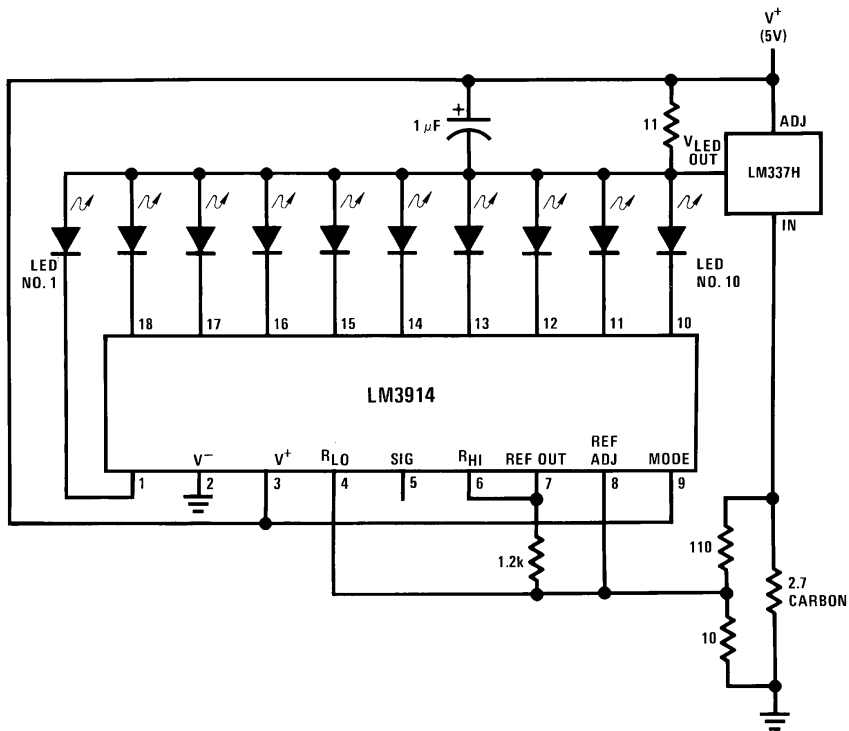 V+
(5V)
ADJ
1 μF
11
VLED
OUT
LM337H
IN
LED
NO. 1
LED
NO. 10
18
17
16
15
14
13
12
11
10
LM3914
V−
V+
RLO
SIG
RHI
REF OUT
REF
ADJ
MODE
1
2
3
4
5
6
7
8
9
1.2k
110
2.7
CARBON
10